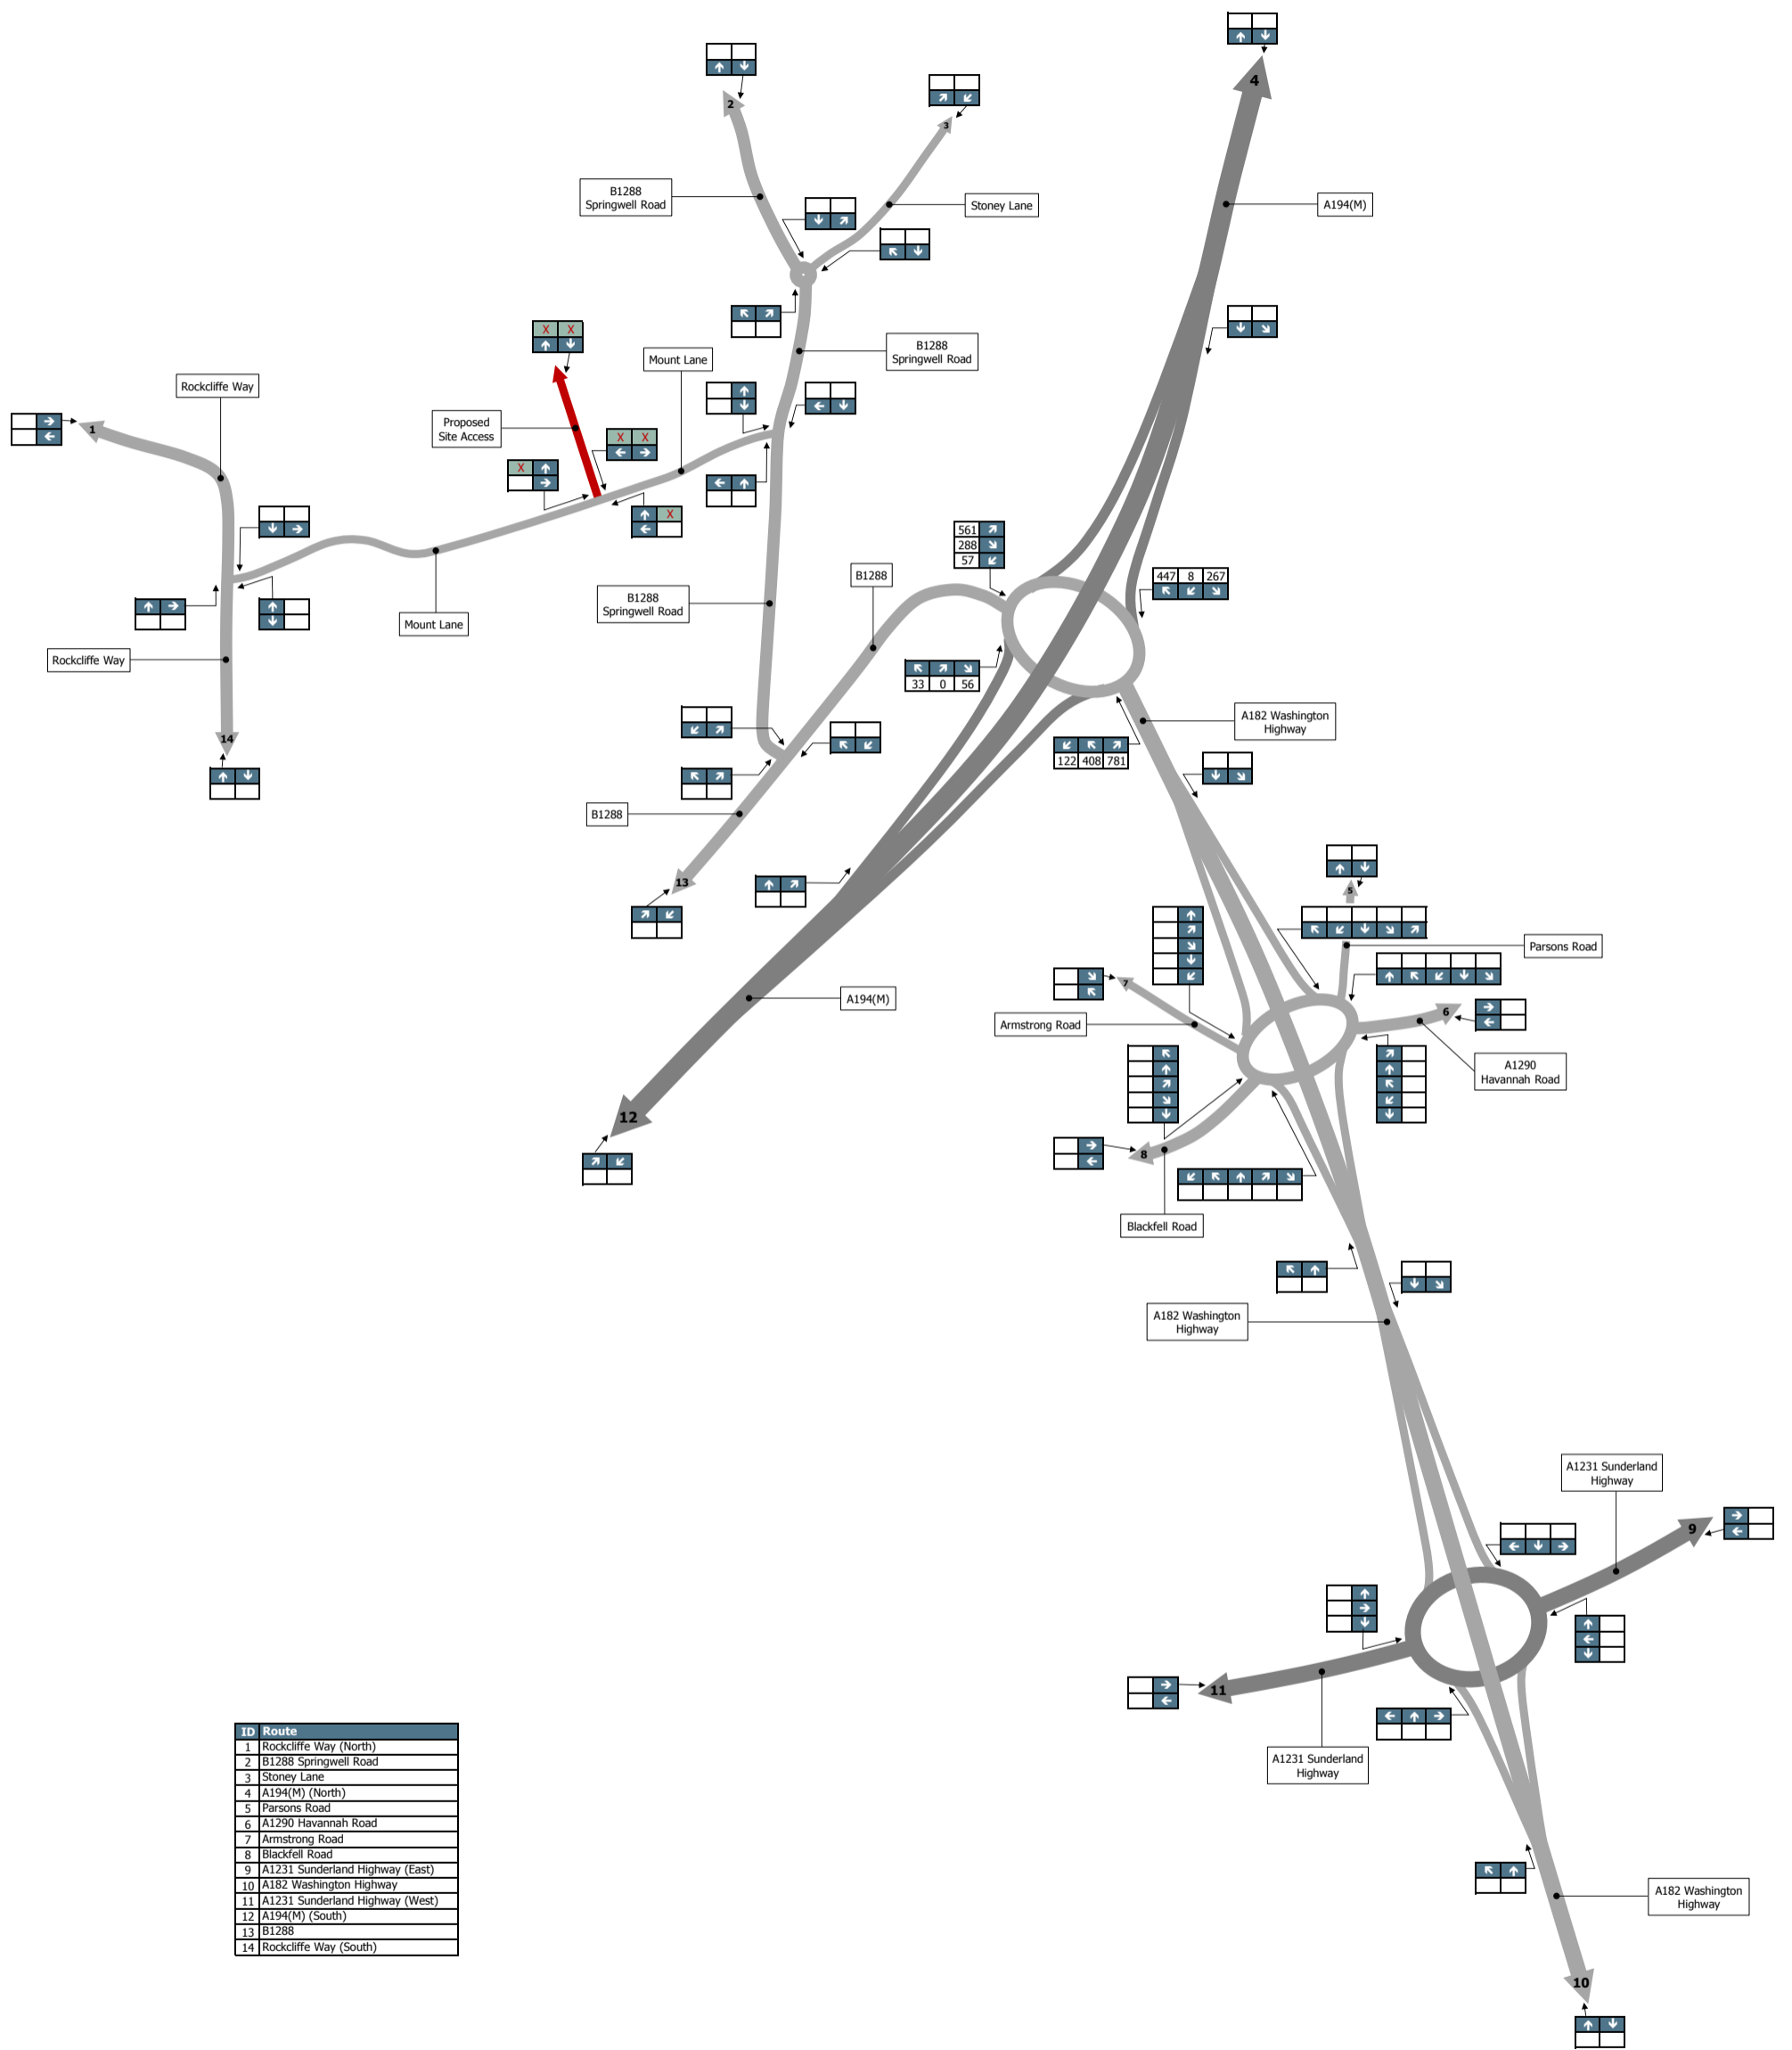 4
2
3
B1288
Springwell Road
Stoney Lane
A194(M)
B1288
Springwell Road
X X
Mount Lane
Rockcliffe Way
1
Proposed
Site Access
X X
X
X
561
288
57
B1288
447 8 267
B1288
Springwell Road
Mount Lane
Rockcliffe Way
33 0 56
A182 Washington
Highway
14
122 408 781
B1288
13
5
Parsons Road
7
A194(M)
6
Armstrong Road
A1290
Havannah Road
12
8
Blackfell Road
A182 Washington
Highway
A1231 Sunderland
Highway
9
11
A1231 Sunderland
Highway
ID Route
1 Rockcliffe Way (North)
2 B1288 Springwell Road
3 Stoney Lane
4 A194(M) (North)
5 Parsons Road
6 A1290 Havannah Road
7 Armstrong Road
8 Blackfell Road
9 A1231 Sunderland Highway (East)
10 A182 Washington Highway
11 A1231 Sunderland Highway (West)
12 A194(M) (South)
13 B1288
14 Rockcliffe Way (South)
A182 Washington
Highway
10